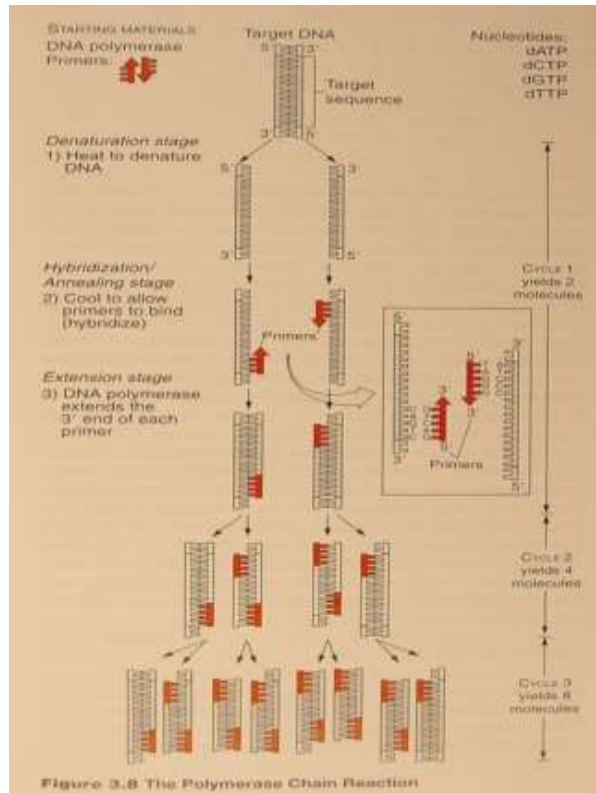 STARTING MATERIALS
DNA polymerase
Primers:
Target DNA
5′ 3′
Target
sequence
3′ 5′
Nucleotides:
dATP
dCTP
dGTP
dTTP
Denaturation stage
1) Heat to denature
DNA
5′ 3′
3′ 5′
Hybridization/
Annealing stage
2) Cool to allow
primers to bind
(hybridize)
Primers
Extension stage
3) DNA polymerase
extends the
3′ end of each
primer
Primers
CYCLE 1
yields 2
molecules
CYCLE 2
yields 4
molecules
CYCLE 3
yields 8
molecules
Figure 3.8 The Polymerase Chain Reaction